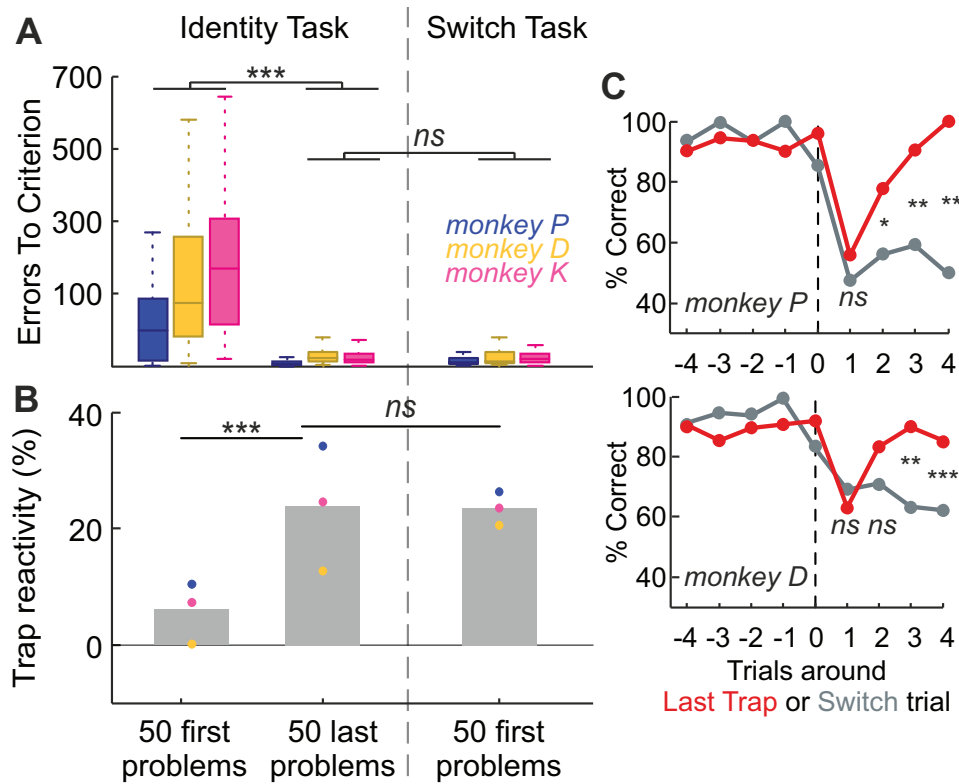 A
Identity Task
Switch Task
Errors To Criterion
700
500
300
100
***
ns
monkey P
monkey D
monkey K
B
Trap reactivity (%)
40
20
0
***
ns
50 first problems
50 last problems
50 first problems
C
% Correct
100
80
60
40
monkey P
ns
*
**
**
-4 -3 -2 -1 0 1 2 3 4
% Correct
100
80
60
40
monkey D
ns ns
**
***
-4 -3 -2 -1 0 1 2 3 4
Trials around
Last Trap or Switch trial